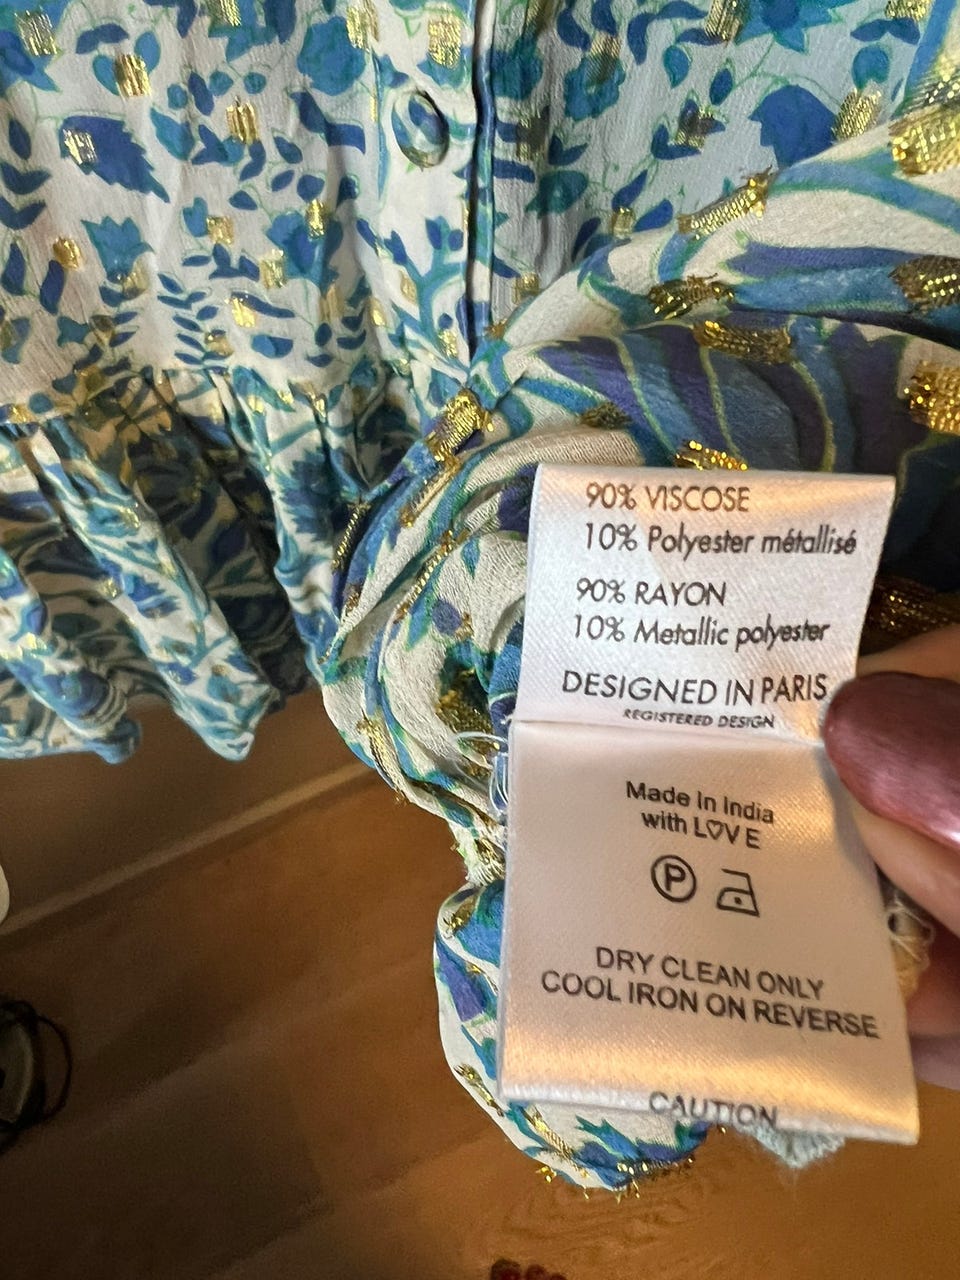 90% VISCOSE
10% Polyester métallisé
90% RAYON
10% Metallic polyester
DESIGNED IN PARIS
REGISTERED DESIGN
Made In India
with L♡VE
P
DRY CLEAN ONLY
COOL IRON ON REVERSE
CAUTION